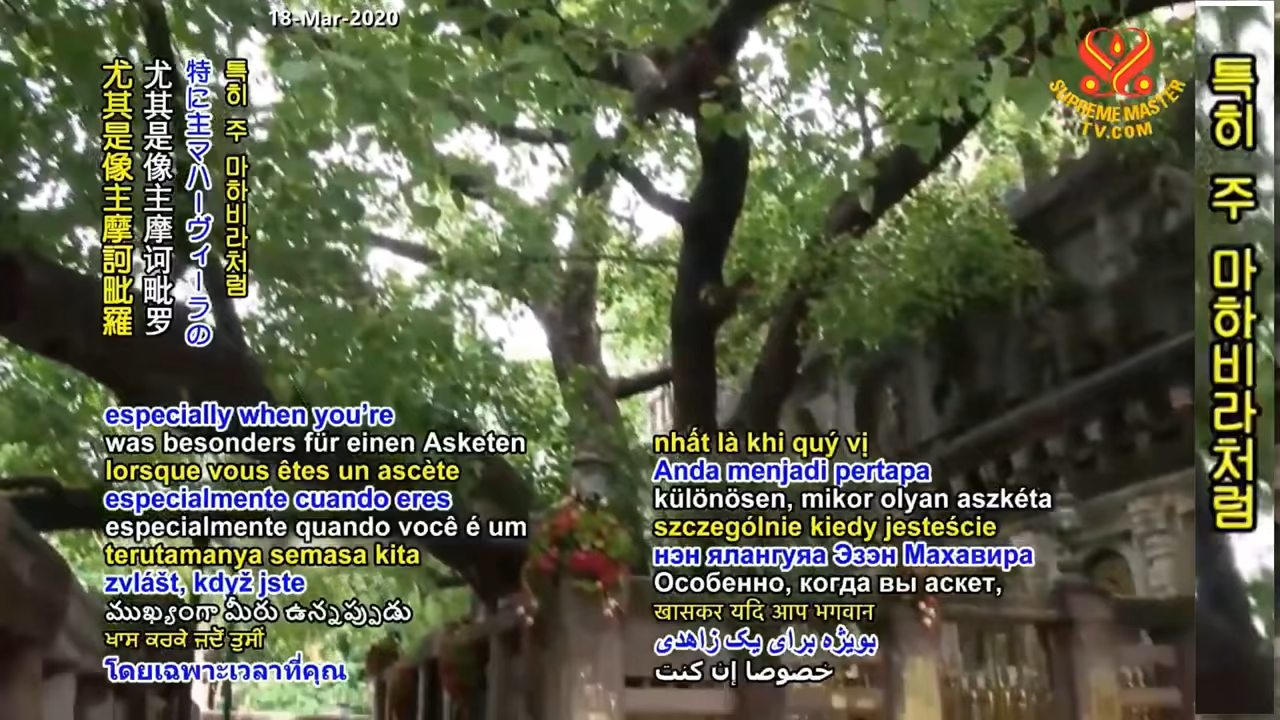 18-Mar-2020
SUPREME MASTER
TV.COM
특히 주 마하비라처럼
特に主マハーヴィーラの
尤其是像主摩诃毗罗
尤其是像主摩訶毗羅
특히 주 마하비라처럼
especially when you’re
was besonders für einen Asketen
lorsque vous êtes un ascète
especialmente cuando eres
especialmente quando você é um
terutamanya semasa kita
zvlášt, když jste
ముఖ్యంగా మీరు ఉన్నప్పుడు
ਖਾਸ ਕਰਕੇ ਜਦੋਂ ਤੁਸੀਂ
โดยเฉพาะเวลาที่คุณ
nhất là khi quý vị
Anda menjadi pertapa
különösen, mikor olyan aszkéta
szczególnie kiedy jesteście
нэн ялангуяа Эзэн Махавира
Особенно, когда вы аскет,
खासकर यदि आप भगवान
بویژه برای یک زاهدی
خصوصا إن كنت